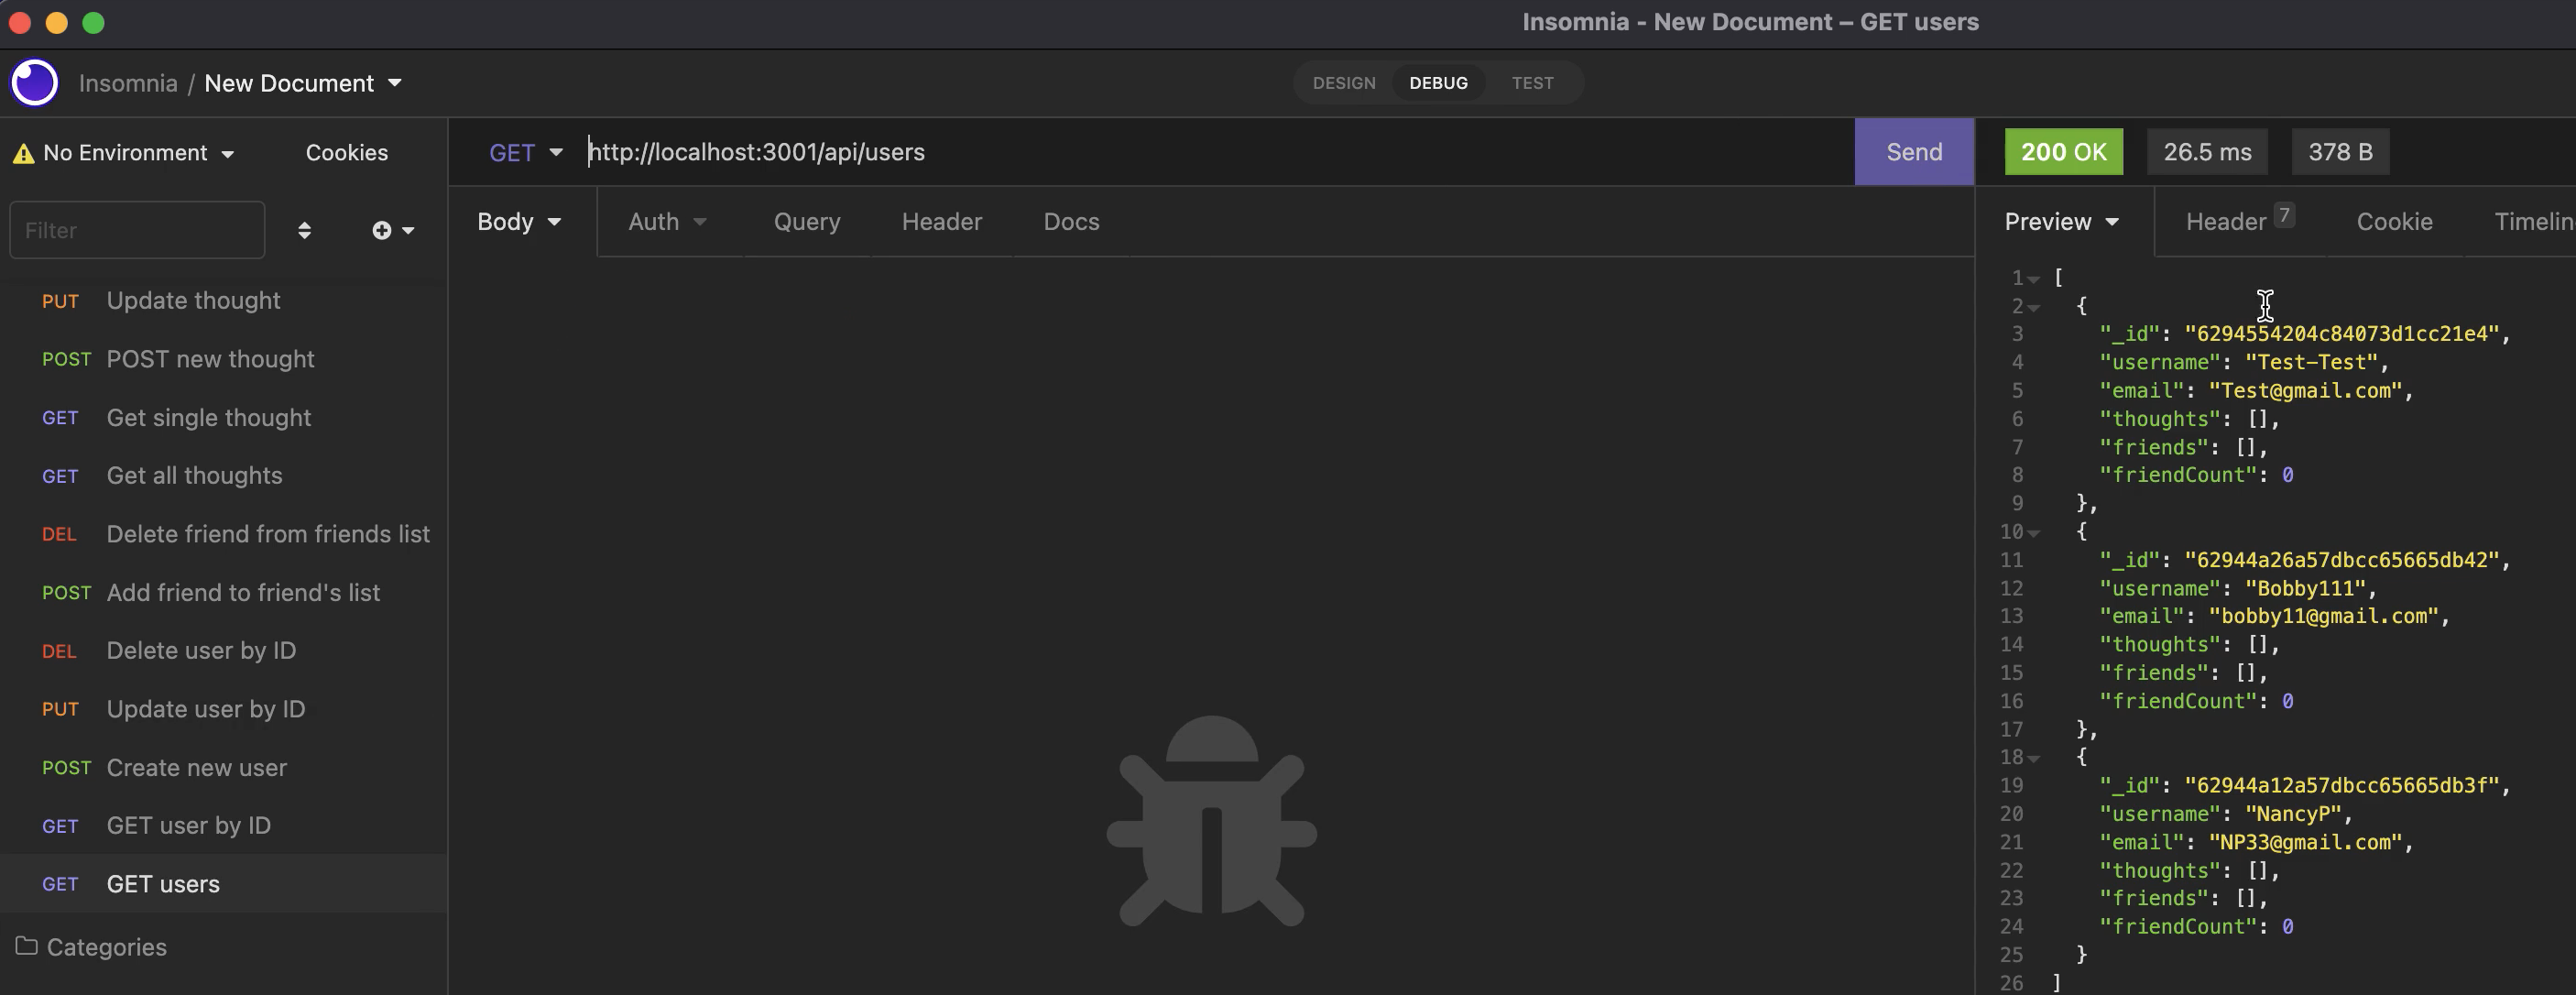 Insomnia - New Document – GET users
Insomnia / New Document
DESIGN DEBUG TEST
No Environment Cookies
GET http://localhost:3001/api/users Send
200 OK 26.5 ms 378 B
Filter
Body Auth Query Header Docs
Preview Header 7 Cookie Timelin
PUT Update thought
POST POST new thought
GET Get single thought
GET Get all thoughts
DEL Delete friend from friends list
POST Add friend to friend's list
DEL Delete user by ID
PUT Update user by ID
POST Create new user
GET GET user by ID
GET GET users
Categories
1 [
2 {
3 "_id": "6294554204c84073d1cc21e4",
4 "username": "Test-Test",
5 "email": "Test@gmail.com",
6 "thoughts": [],
7 "friends": [],
8 "friendCount": 0
9 },
10 {
11 "_id": "62944a26a57dbcc65665db42",
12 "username": "Bobby111",
13 "email": "bobby11@gmail.com",
14 "thoughts": [],
15 "friends": [],
16 "friendCount": 0
17 },
18 {
19 "_id": "62944a12a57dbcc65665db3f",
20 "username": "NancyP",
21 "email": "NP33@gmail.com",
22 "thoughts": [],
23 "friends": [],
24 "friendCount": 0
25 }
26 ]